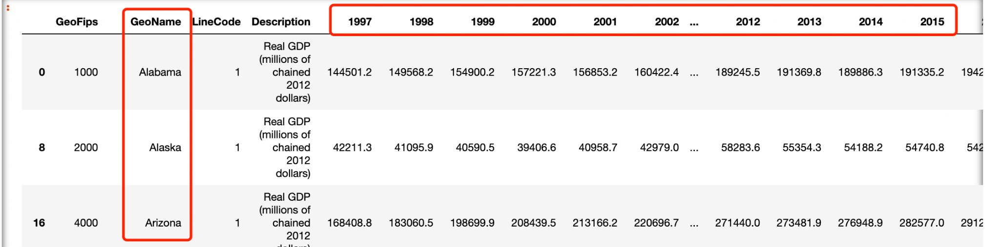 GeoFips GeoName LineCode Description 1997 1998 1999 2000 2001 2002 ... 2012 2013 2014 2015
Real GDP
(millions of
0 1000 Alabama 1 chained 144501.2 149568.2 154900.2 157221.3 156853.2 160422.4 ... 189245.5 191369.8 189886.3 191335.2 1942
2012
dollars)
Real GDP
(millions of
8 2000 Alaska 1 chained 42211.3 41095.9 40590.5 39406.6 40958.7 42979.0 ... 58283.6 55354.3 54188.2 54740.8 542
2012
dollars)
Real GDP
(millions of
16 4000 Arizona 1 chained 168408.8 183060.5 198699.9 208439.5 213166.2 220696.7 ... 271440.0 273481.9 276948.9 282577.0 2912
2012